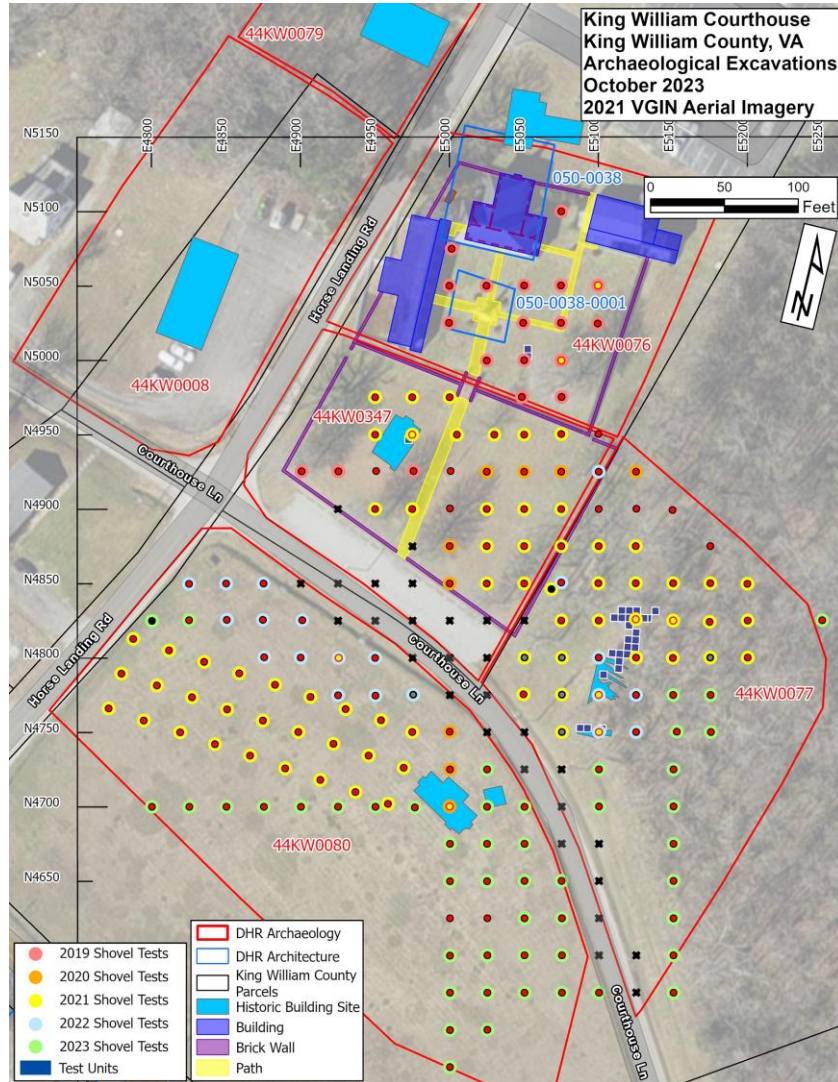 King William Courthouse
King William County, VA
Archaeological Excavations
October 2023
2021 VGIN Aerial Imagery
44KW0079
N5150
E4800
E4850
E4900
E4950
E5000
E5050
E5100
E5150
E5200
E5250
050-0038
0 50 100
Feet
N5100
Horse Landing Rd
N5050
050-0038-0001
N
44KW0076
N5000
44KW0008
44KW0347
N4950
Courthouse Ln
N4900
N4850
N4800
Courthouse Ln
Horse Landing Rd
44KW0077
N4750
N4700
44KW0080
N4650
DHR Archaeology
DHR Architecture
King William County
Parcels
Historic Building Site
Building
Brick Wall
Path
2019 Shovel Tests
2020 Shovel Tests
2021 Shovel Tests
2022 Shovel Tests
2023 Shovel Tests
Test Units
Courthouse Ln